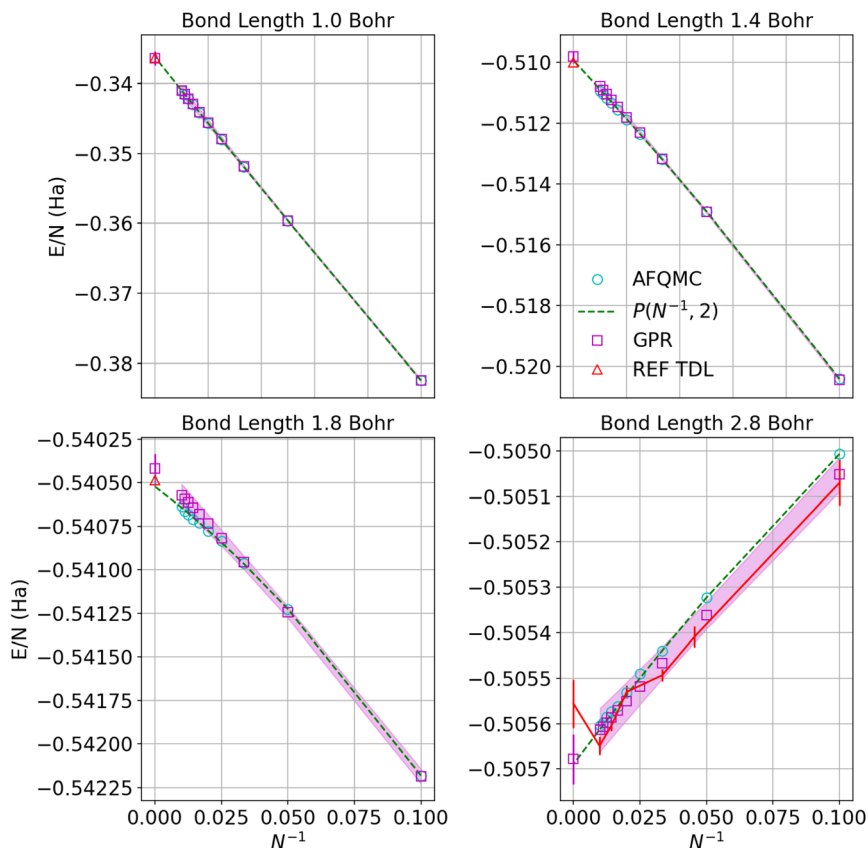 Bond Length 1.0 Bohr
−0.34
−0.35
−0.36
−0.37
−0.38
E/N (Ha)
Bond Length 1.4 Bohr
−0.510
−0.512
−0.514
−0.516
−0.518
−0.520
AFQMC
P(N⁻¹, 2)
GPR
REF TDL
Bond Length 1.8 Bohr
−0.54025
−0.54050
−0.54075
−0.54100
−0.54125
−0.54150
−0.54175
−0.54200
−0.54225
E/N (Ha)
0.000 0.025 0.050 0.075 0.100
N⁻¹
Bond Length 2.8 Bohr
−0.5050
−0.5051
−0.5052
−0.5053
−0.5054
−0.5055
−0.5056
−0.5057
0.000 0.025 0.050 0.075 0.100
N⁻¹